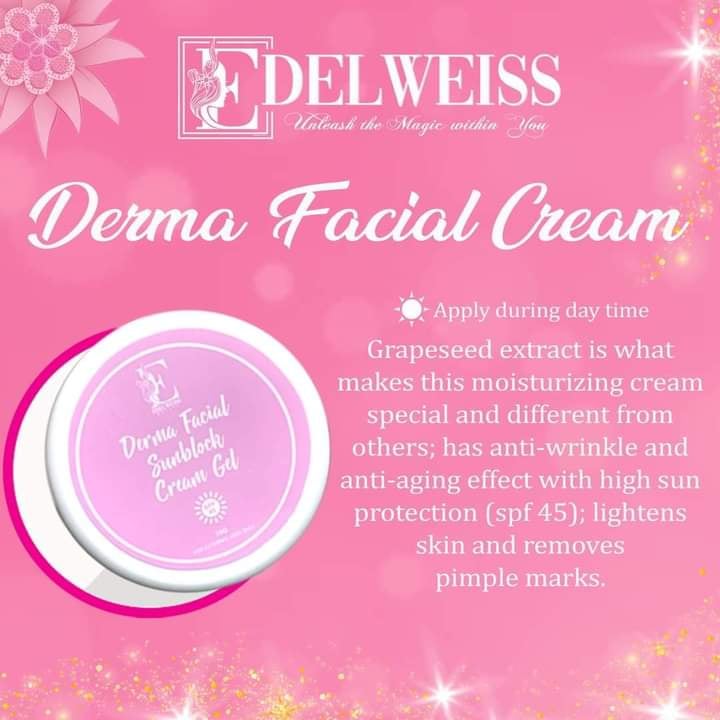 EDELWEISS
Unleash the Magic within You
Derma Facial Cream
Apply during day time
Grapeseed extract is what
makes this moisturizing cream
special and different from
others; has anti-wrinkle and
anti-aging effect with high sun
protection (spf 45); lightens
skin and removes
pimple marks.
E
Derma Facial
Sunblock
Cream Gel